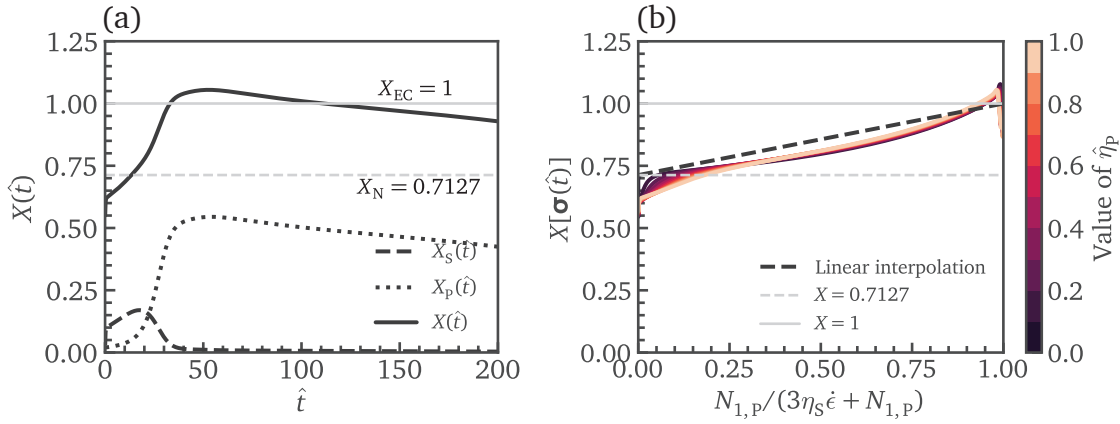 (a)
X(t̂)
1.25
1.00
0.75
0.50
0.25
0.00
X_EC = 1
X_N = 0.7127
X_S(t̂)
X_P(t̂)
X(t̂)
0 50 100 150 200
t̂
(b)
X[σ(t̂)]
1.25
1.00
0.75
0.50
0.25
0.00
Linear interpolation
X = 0.7127
X = 1
0.00 0.25 0.50 0.75 1.00
N_1,P/(3η_S ϵ̇ + N_1,P)
1.0
0.8
0.6
0.4
0.2
0.0
Value of η̂_P